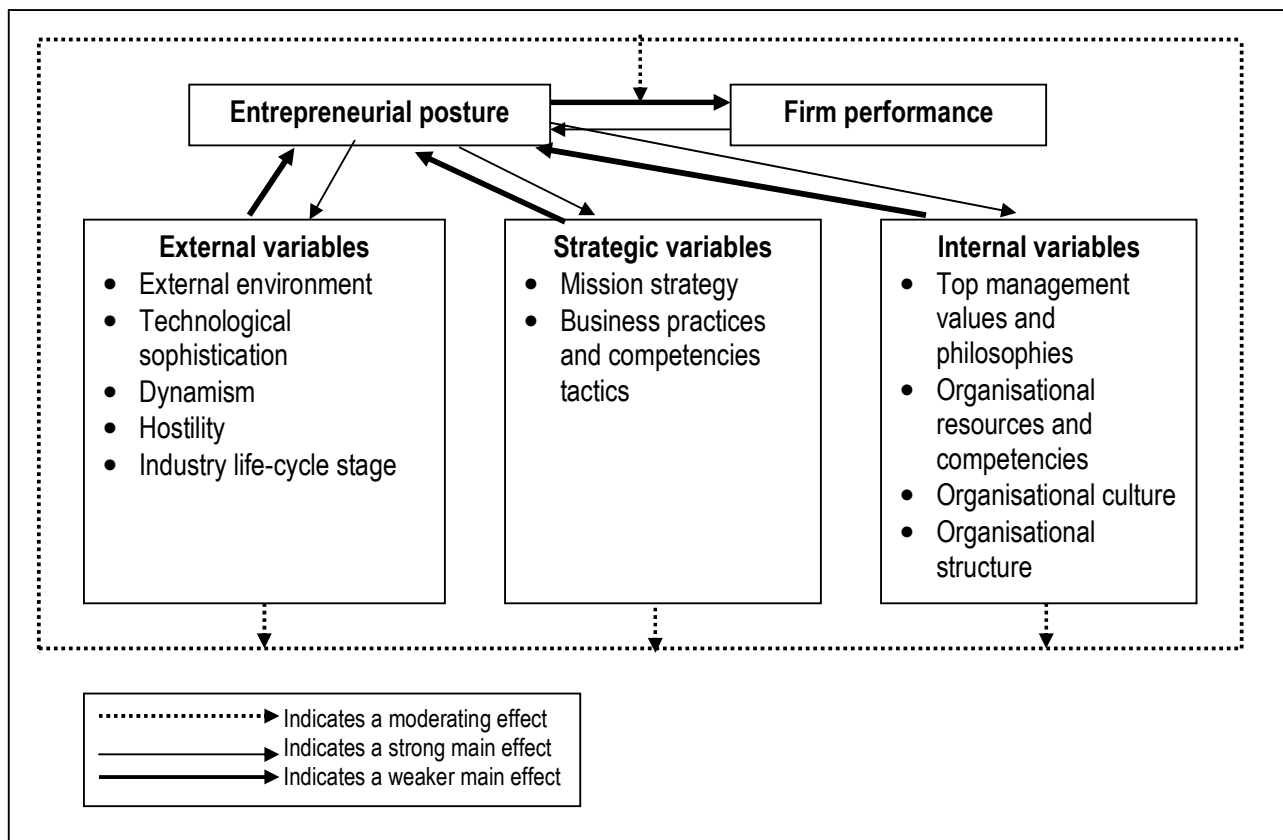 Entrepreneurial posture
Firm performance
External variables
• External environment
• Technological
sophistication
• Dynamism
• Hostility
• Industry life-cycle stage
Strategic variables
• Mission strategy
• Business practices
and competencies
tactics
Internal variables
• Top management
values and
philosophies
• Organisational
resources and
competencies
• Organisational culture
• Organisational
structure
Indicates a moderating effect
Indicates a strong main effect
Indicates a weaker main effect